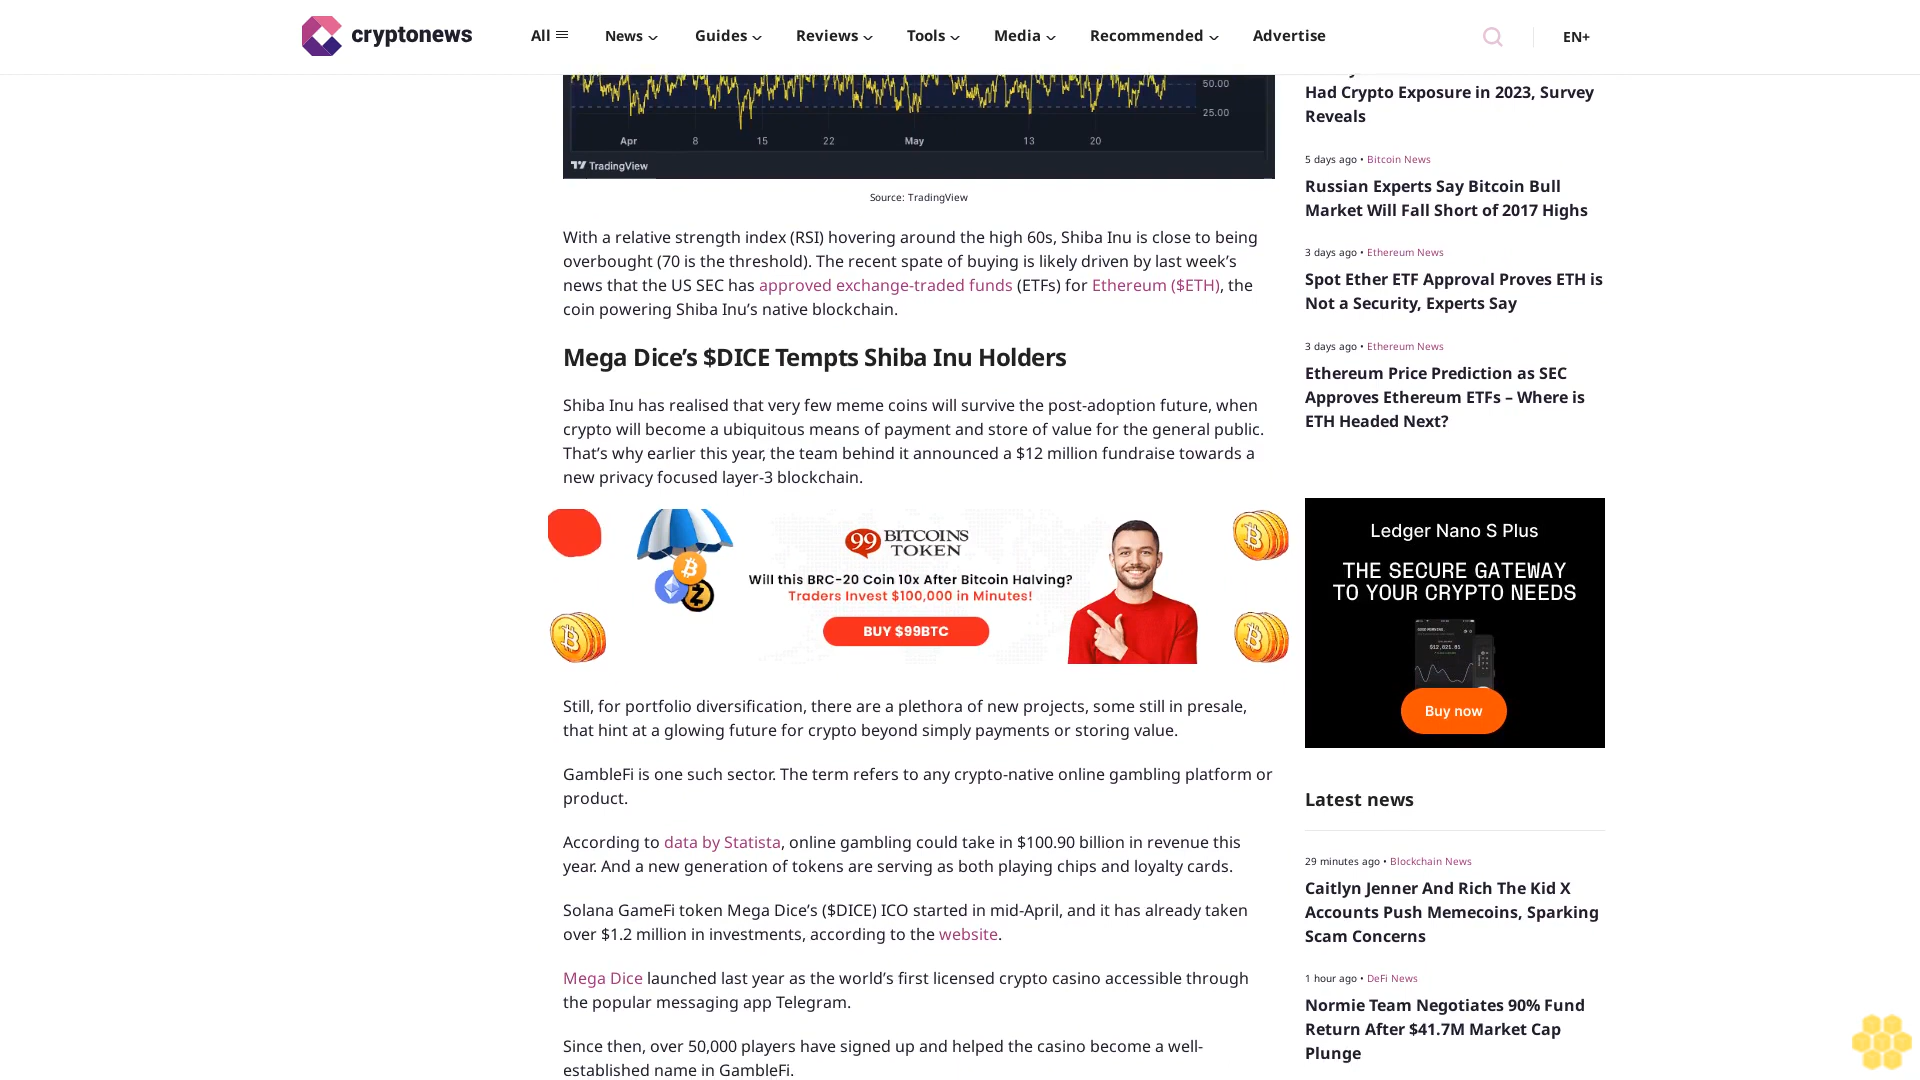 cryptonews
All
News
Guides
Reviews
Tools
Media
Recommended
Advertise
EN+
50.00
25.00
Apr 8 15 22 May 13 20
TradingView
Source: TradingView
With a relative strength index (RSI) hovering around the high 60s, Shiba Inu is close to being
overbought (70 is the threshold). The recent spate of buying is likely driven by last week’s
news that the US SEC has approved exchange-traded funds (ETFs) for Ethereum ($ETH), the
coin powering Shiba Inu’s native blockchain.
Mega Dice’s $DICE Tempts Shiba Inu Holders
Shiba Inu has realised that very few meme coins will survive the post-adoption future, when
crypto will become a ubiquitous means of payment and store of value for the general public.
That’s why earlier this year, the team behind it announced a $12 million fundraise towards a
new privacy focused layer-3 blockchain.
99 BITCOINS
TOKEN
Will this BRC-20 Coin 10x After Bitcoin Halving?
Traders Invest $100,000 in Minutes!
BUY $99BTC
Still, for portfolio diversification, there are a plethora of new projects, some still in presale,
that hint at a glowing future for crypto beyond simply payments or storing value.
GambleFi is one such sector. The term refers to any crypto-native online gambling platform or
product.
According to data by Statista, online gambling could take in $100.90 billion in revenue this
year. And a new generation of tokens are serving as both playing chips and loyalty cards.
Solana GameFi token Mega Dice’s ($DICE) ICO started in mid-April, and it has already taken
over $1.2 million in investments, according to the website.
Mega Dice launched last year as the world’s first licensed crypto casino accessible through
the popular messaging app Telegram.
Since then, over 50,000 players have signed up and helped the casino become a well-
established name in GambleFi.
Had Crypto Exposure in 2023, Survey
Reveals
5 days ago • Bitcoin News
Russian Experts Say Bitcoin Bull
Market Will Fall Short of 2017 Highs
3 days ago • Ethereum News
Spot Ether ETF Approval Proves ETH is
Not a Security, Experts Say
3 days ago • Ethereum News
Ethereum Price Prediction as SEC
Approves Ethereum ETFs – Where is
ETH Headed Next?
Ledger Nano S Plus
THE SECURE GATEWAY
TO YOUR CRYPTO NEEDS
Buy now
Latest news
29 minutes ago • Blockchain News
Caitlyn Jenner And Rich The Kid X
Accounts Push Memecoins, Sparking
Scam Concerns
1 hour ago • DeFi News
Normie Team Negotiates 90% Fund
Return After $41.7M Market Cap
Plunge